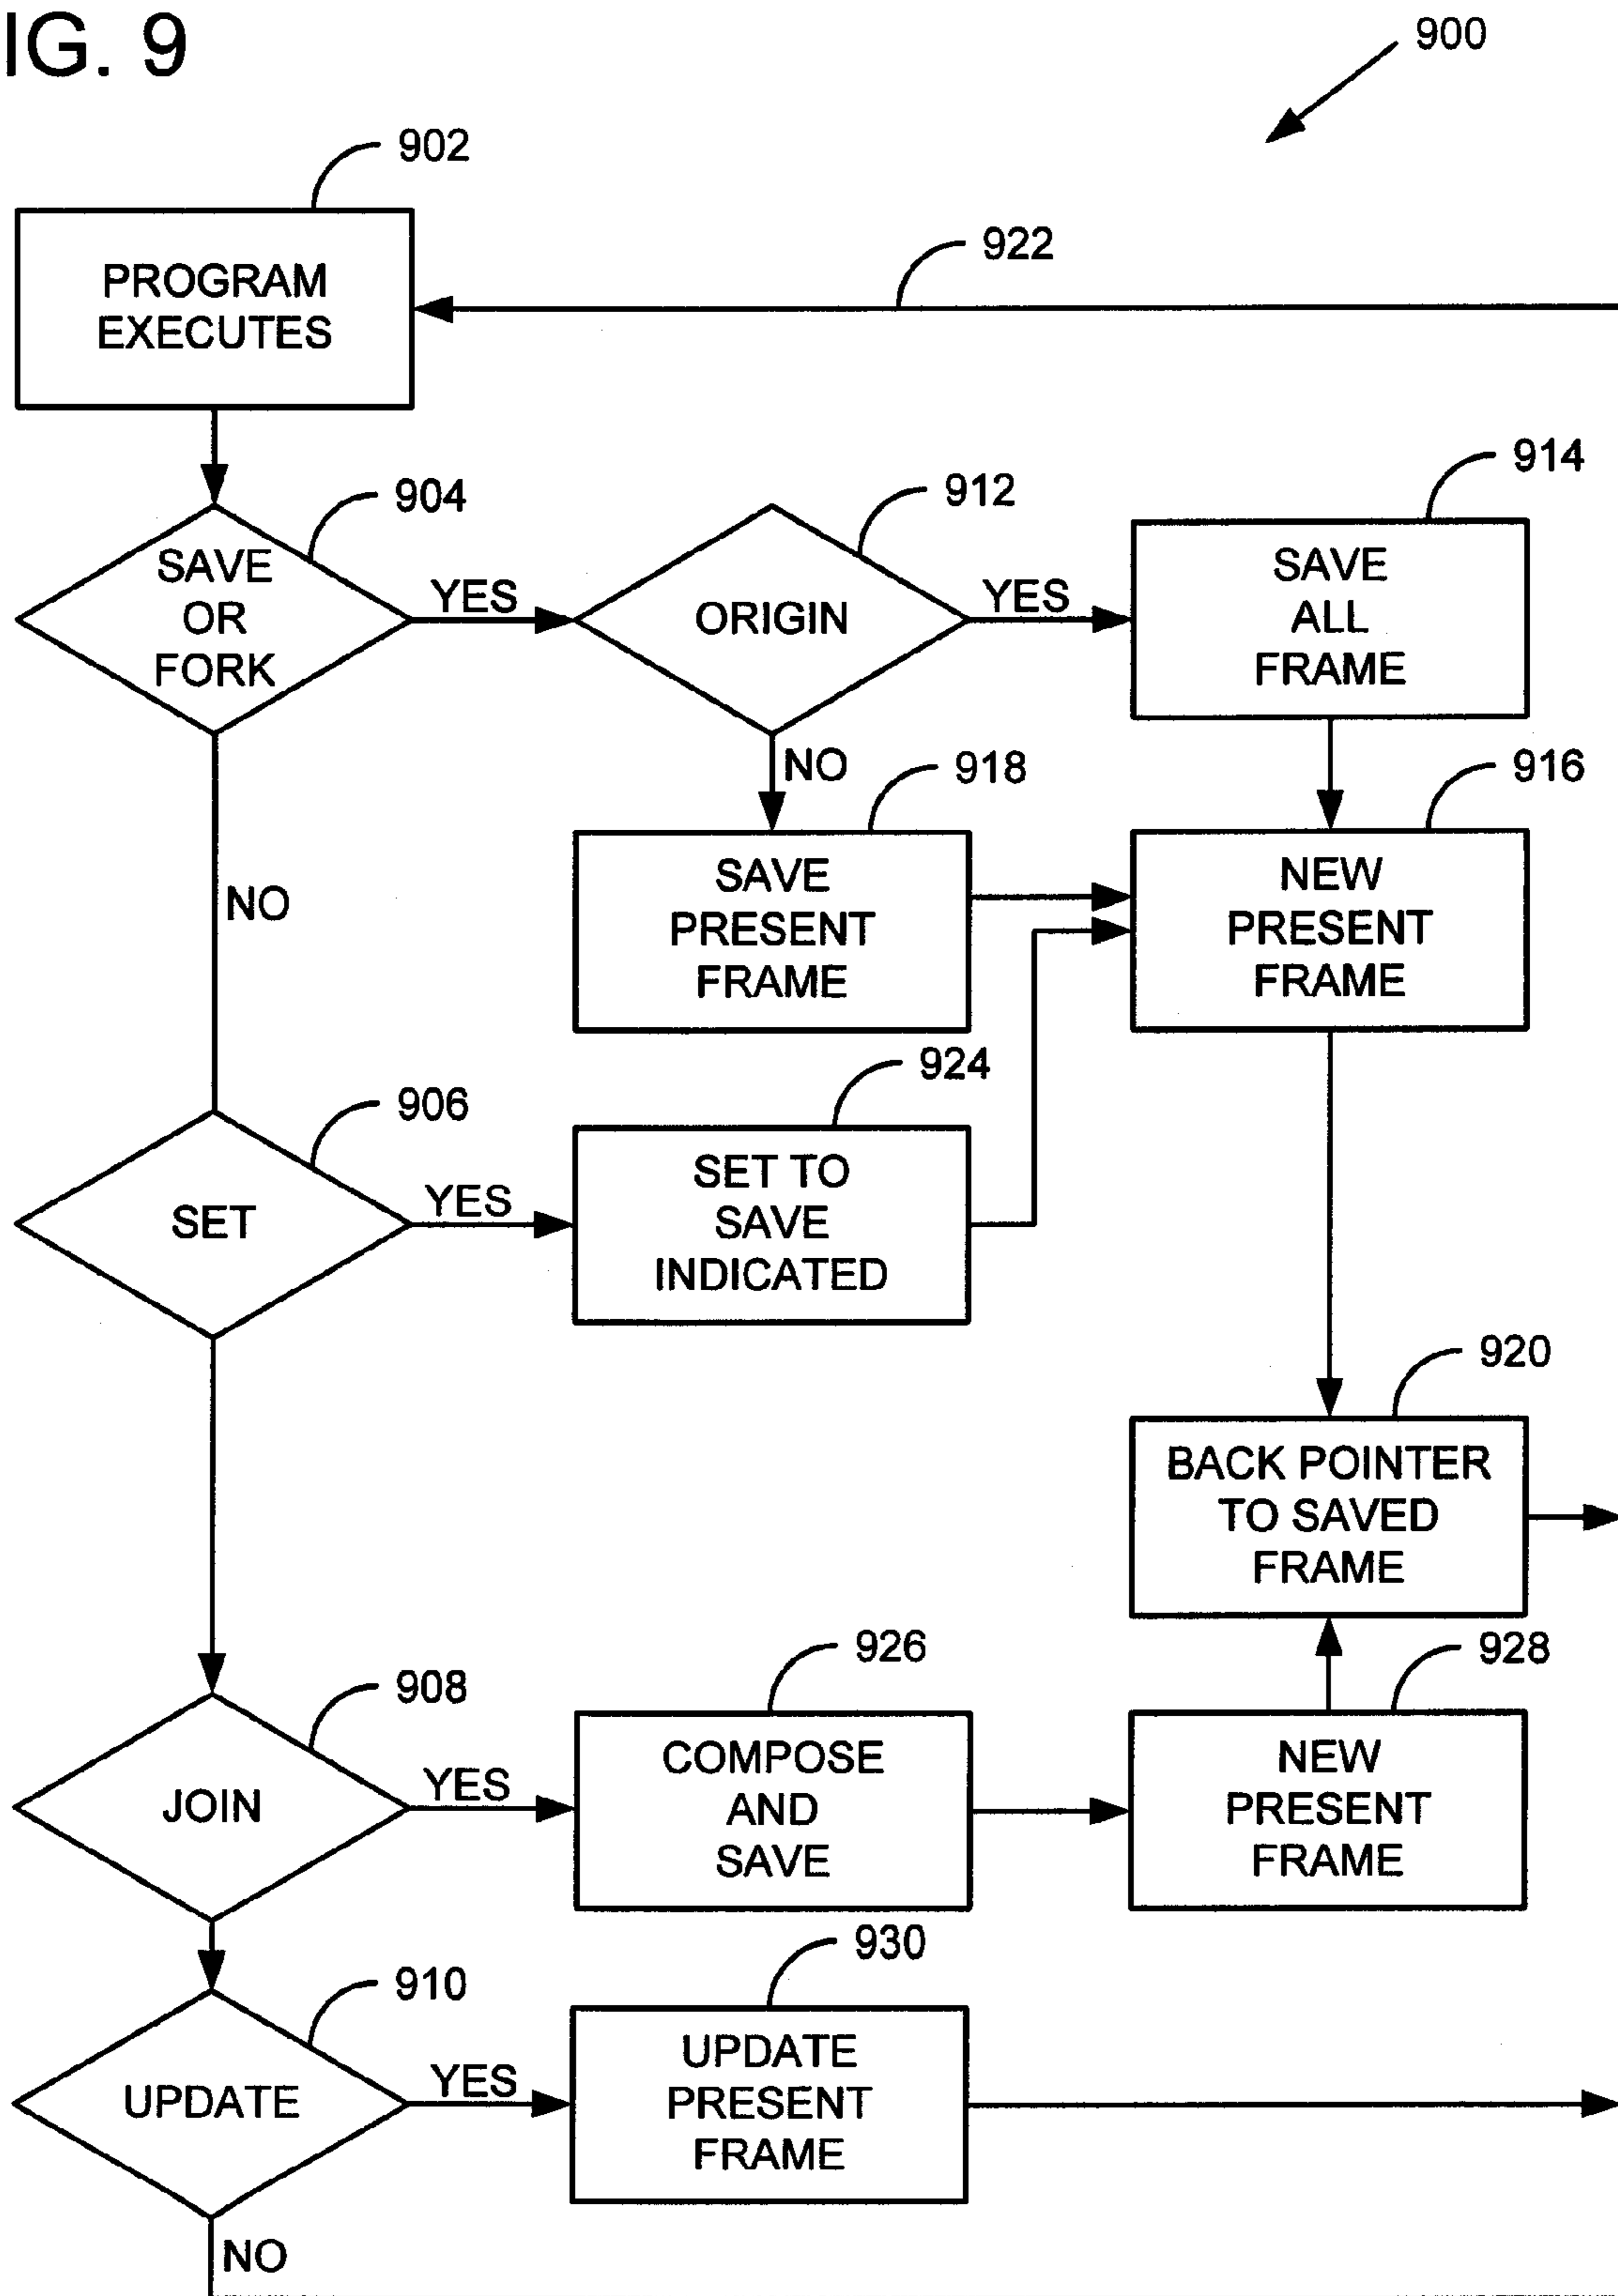 IG. 9
900
902
PROGRAM
EXECUTES
922
904
SAVE
OR
FORK
YES
912
ORIGIN
YES
914
SAVE
ALL
FRAME
NO
NO
918
SAVE
PRESENT
FRAME
916
NEW
PRESENT
FRAME
906
SET
YES
924
SET TO
SAVE
INDICATED
920
BACK POINTER
TO SAVED
FRAME
908
JOIN
YES
926
COMPOSE
AND
SAVE
928
NEW
PRESENT
FRAME
910
UPDATE
YES
930
UPDATE
PRESENT
FRAME
NO